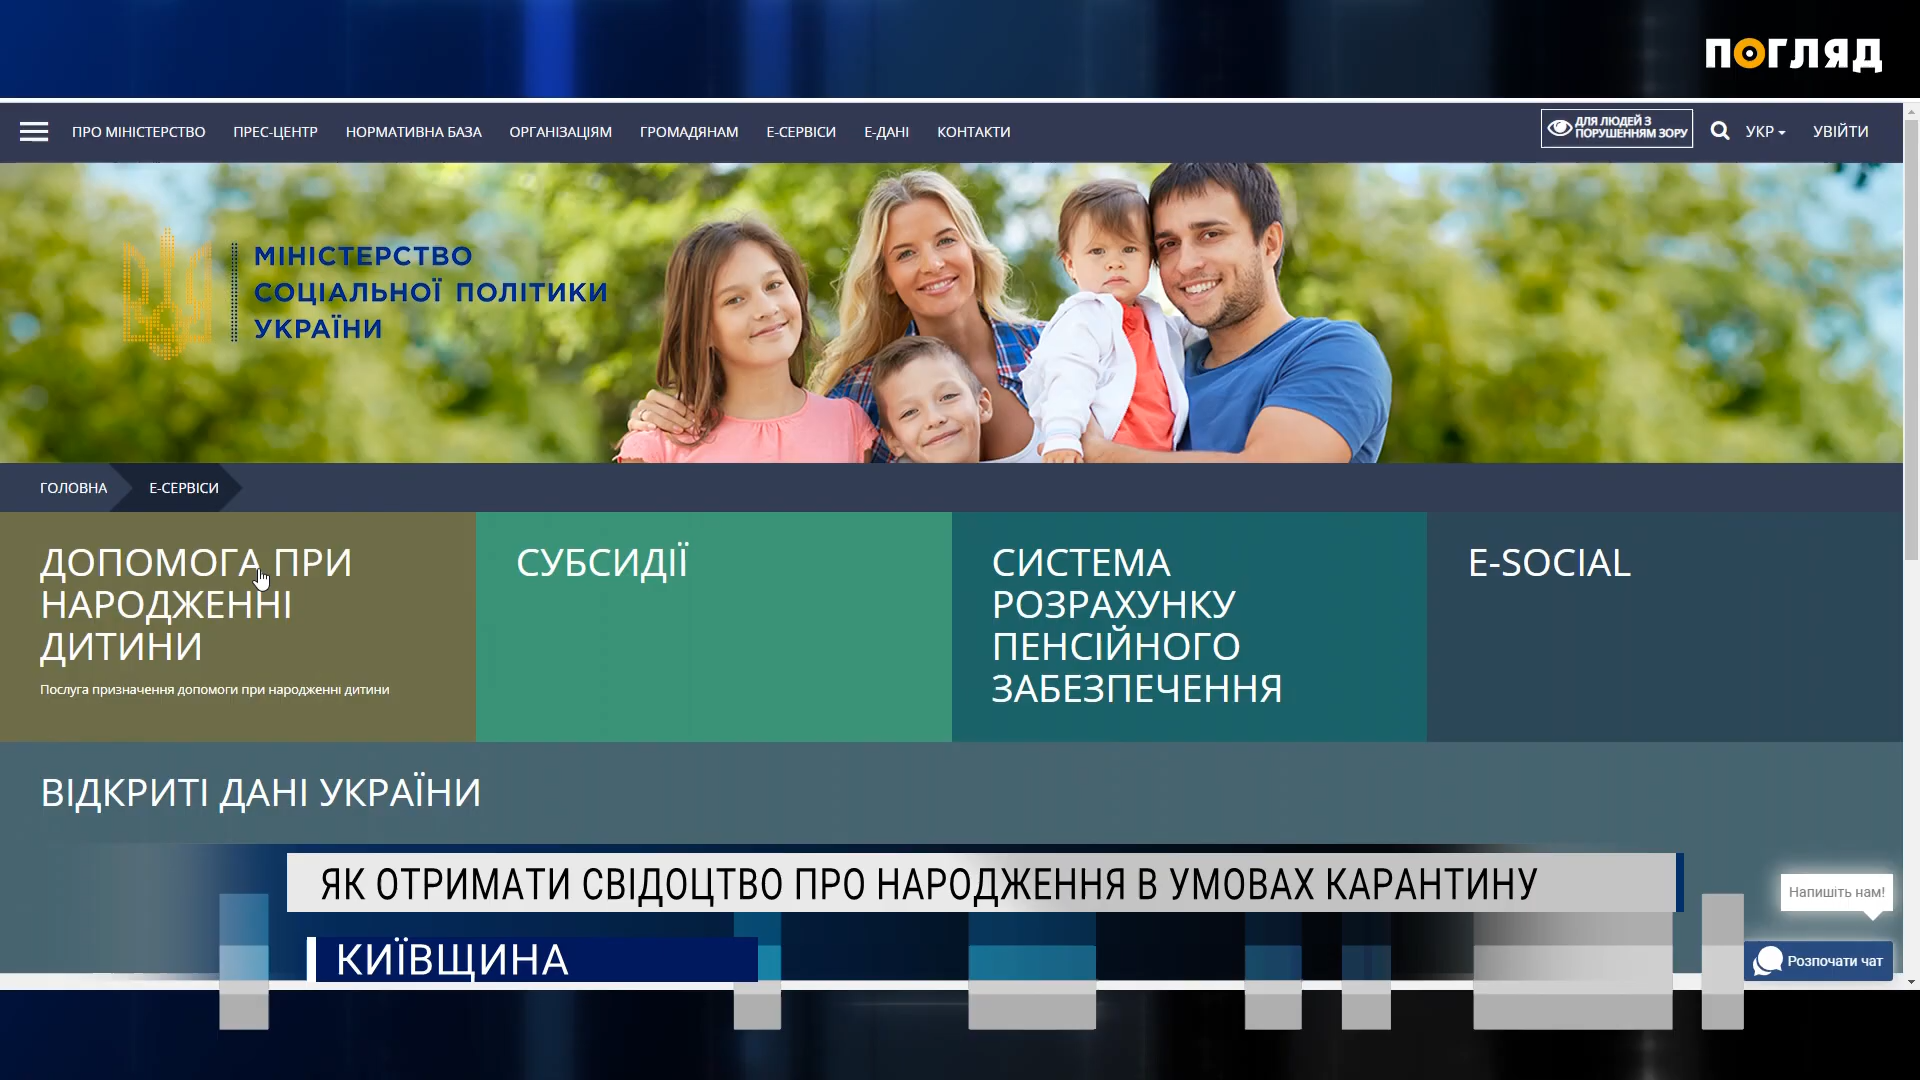 ПОГЛЯД
ПРО МІНІСТЕРСТВО ПРЕС-ЦЕНТР НОРМАТИВНА БАЗА ОРГАНІЗАЦІЯМ ГРОМАДЯНАМ Е-СЕРВІСИ Е-ДАНІ КОНТАКТИ
ДЛЯ ЛЮДЕЙ З
ПОРУШЕННЯМ ЗОРУ
УКР УВІЙТИ
МІНІСТЕРСТВО
СОЦІАЛЬНОЇ ПОЛІТИКИ
УКРАЇНИ
ГОЛОВНА Е-СЕРВІСИ
ДОПОМОГА ПРИ
НАРОДЖЕННІ
ДИТИНИ
Послуга призначення допомоги при народженні дитини
СУБСИДІЇ
СИСТЕМА
РОЗРАХУНКУ
ПЕНСІЙНОГО
ЗАБЕЗПЕЧЕННЯ
E-SOCIAL
ВІДКРИТІ ДАНІ УКРАЇНИ
ЯК ОТРИМАТИ СВІДОЦТВО ПРО НАРОДЖЕННЯ В УМОВАХ КАРАНТИНУ
КИЇВЩИНА
Напишіть нам!
Розпочати чат